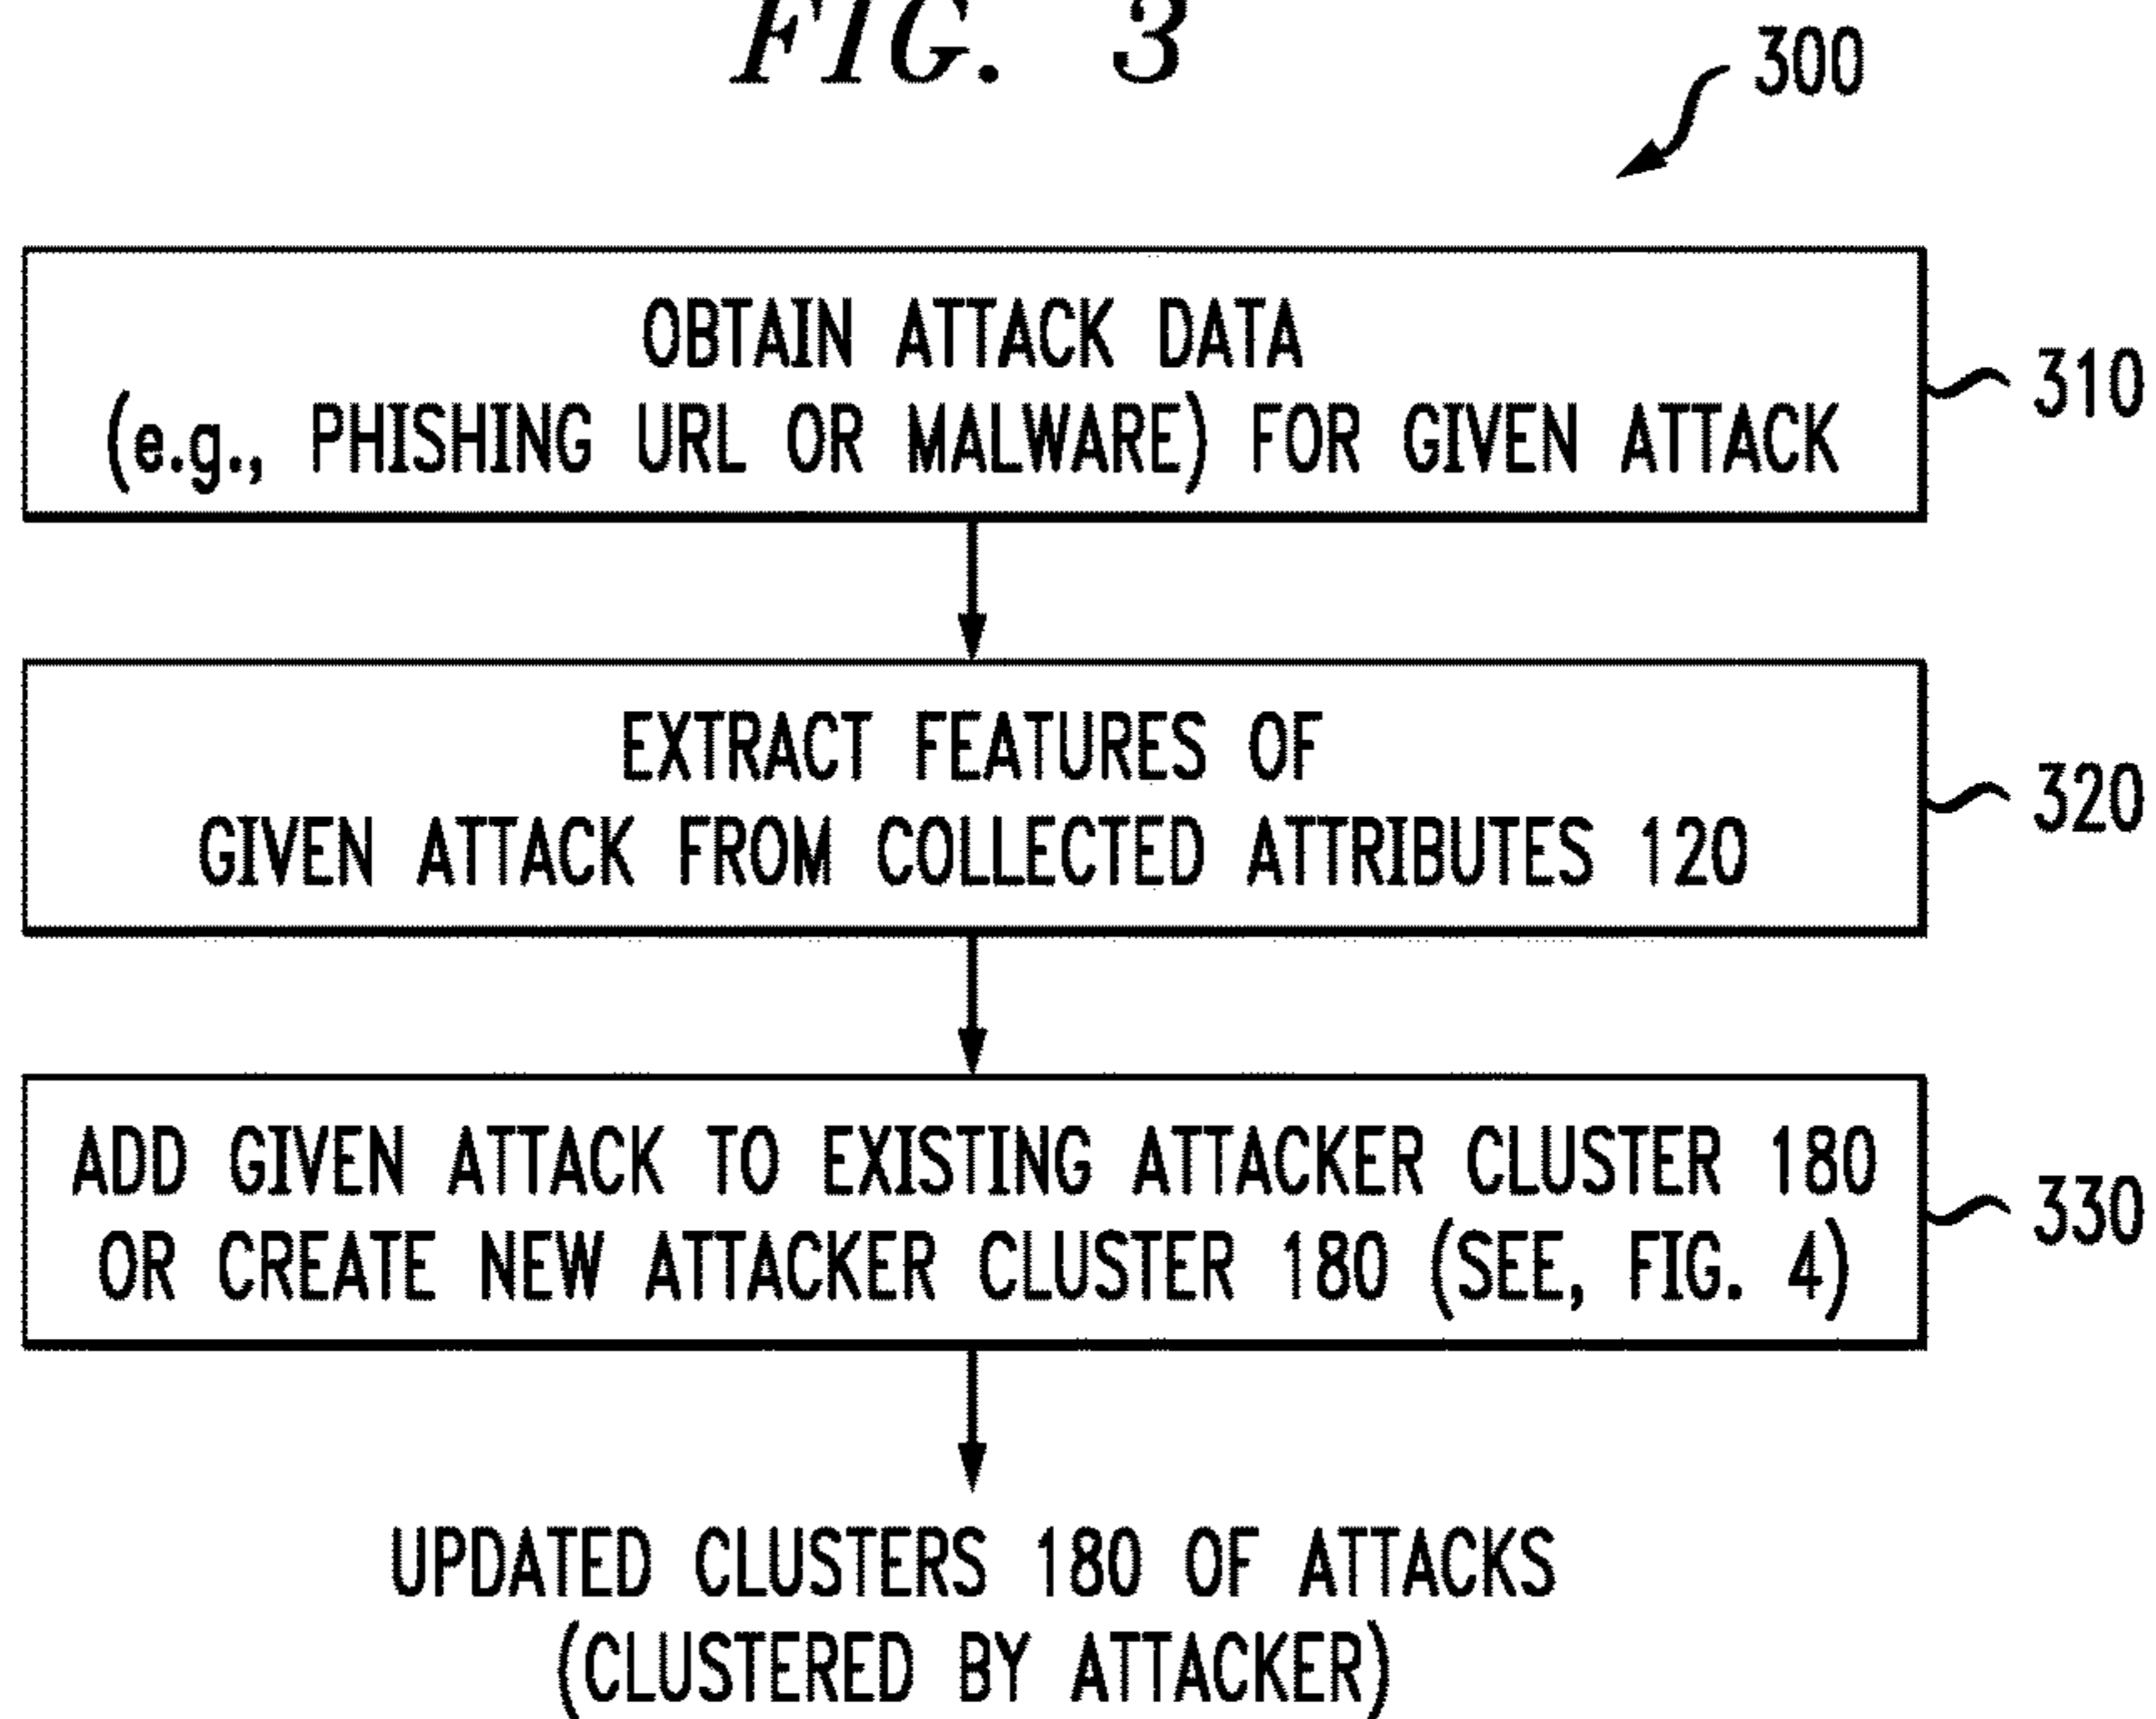 FIG. 3
300
OBTAIN ATTACK DATA
(e.g., PHISHING URL OR MALWARE) FOR GIVEN ATTACK
310
EXTRACT FEATURES OF
GIVEN ATTACK FROM COLLECTED ATTRIBUTES 120
320
ADD GIVEN ATTACK TO EXISTING ATTACKER CLUSTER 180
OR CREATE NEW ATTACKER CLUSTER 180 (SEE, FIG. 4)
330
UPDATED CLUSTERS 180 OF ATTACKS
(CLUSTERED BY ATTACKER)